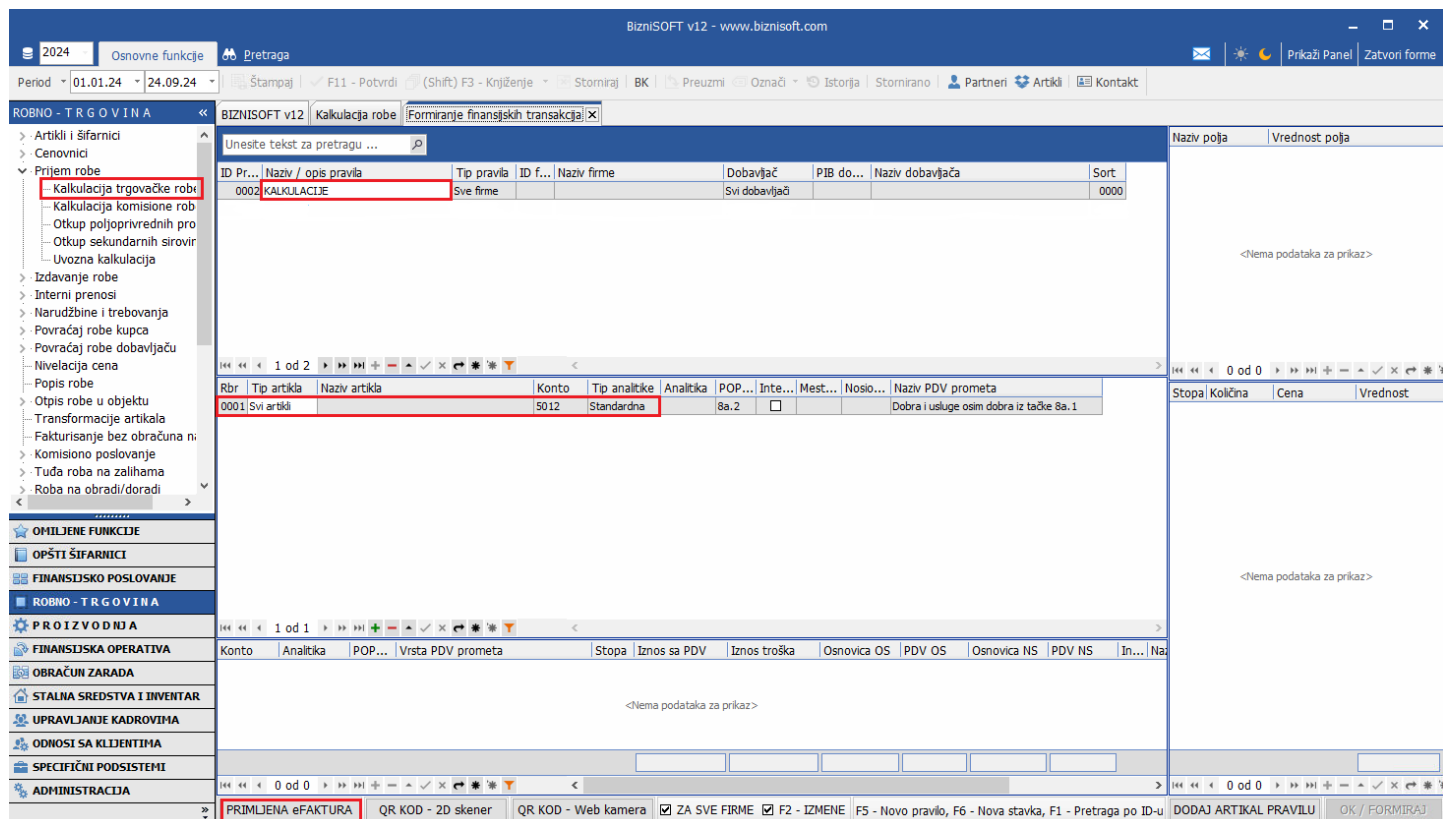 BizniSOFT v12 - www.biznisoft.com
2024 Osnovne funkcije Pretraga Prikaži Panel Zatvori forme
Period 01.01.24 24.09.24 Štampaj F11 - Potvrdi (Shift) F3 - Knjiženje Storniraj BK Preuzmi Označi Istorija Stornirano Partneri Artikli Kontakt
ROBNO - T R G O V I N A «
BIZNISOFT v12 Kalkulacija robe Formiranje finansijskih transakcija
Artikli i šifarnici
Cenovnici
Prijem robe
Kalkulacija trgovačke robe
Kalkulacija komisione rob
Otkup poljoprivrednih pro
Otkup sekundarnih sirovir
Uvozna kalkulacija
Izdavanje robe
Interni prenosi
Narudžbine i trebovanja
Povraćaj robe kupca
Povraćaj robe dobavljaču
Nivelacija cena
Popis robe
Otpis robe u objektu
Transformacije artikala
Fakturisanje bez obračuna na
Komisiono poslovanje
Tuđa roba na zalihama
Roba na obradi/doradi
OMILJENE FUNKCIJE
OPŠTI ŠIFARNICI
FINANSIJSKO POSLOVANJE
ROBNO - T R G O V I N A
P R O I Z V O D NJ A
FINANSIJSKA OPERATIVA
OBRAČUN ZARADA
STALNA SREDSTVA I INVENTAR
UPRAVLJANJE KADROVIMA
ODNOSI SA KLIJENTIMA
SPECIFIČNI PODSISTEMI
ADMINISTRACIJA
»
Unesite tekst za pretragu ...
ID Pr... Naziv / opis pravila Tip pravila ID f... Naziv firme Dobavljač PIB do... Naziv dobavljača Sort
0002 KALKULACIJE Sve firme Svi dobavljači 0000
1 od 2
Rbr Tip artikla Naziv artikla Konto Tip analitike Analitika POP... Inte... Mest... Nosio... Naziv PDV prometa
0001 Svi artikli 5012 Standardna 8a.2 Dobra i usluge osim dobra iz tačke 8a.1
1 od 1
Konto Analitika POP... Vrsta PDV prometa Stopa Iznos sa PDV Iznos troška Osnovica OS PDV OS Osnovica NS PDV NS In... Naz
<Nema podataka za prikaz>
0 od 0
PRIMLJENA eFAKTURA QR KOD - 2D skener QR KOD - Web kamera ZA SVE FIRME F2 - IZMENE F5 - Novo pravilo, F6 - Nova stavka, F1 - Pretraga po ID-u
Naziv polja Vrednost polja
<Nema podataka za prikaz>
0 od 0
Stopa Količina Cena Vrednost
<Nema podataka za prikaz>
0 od 0
DODAJ ARTIKAL PRAVILU OK / FORMIRAJ